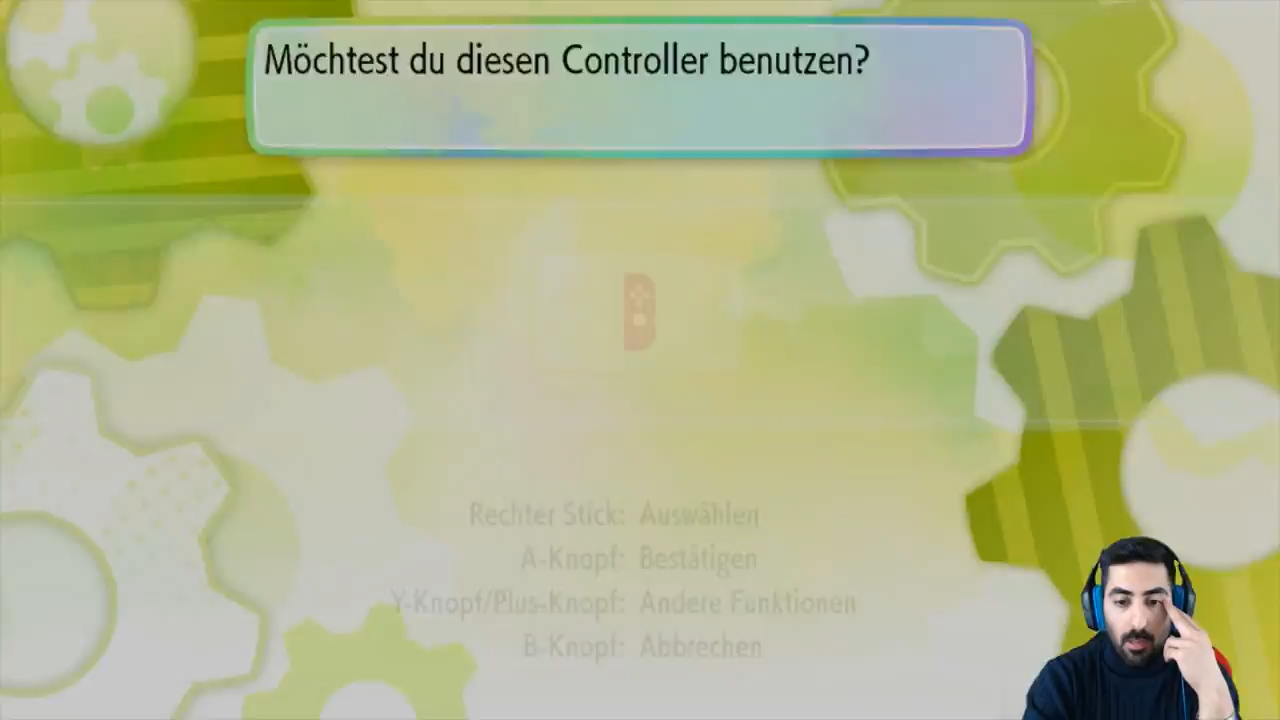 Möchtest du diesen Controller benutzen?
Rechter Stick: Auswählen
A-Knopf: Bestätigen
Y-Knopf/Plus-Knopf: Andere Funktionen
B-Knopf: Abbrechen